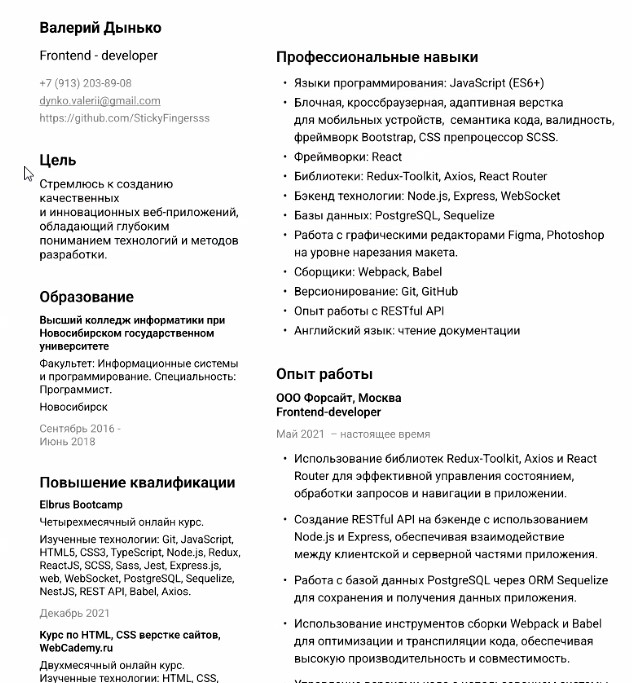 Валерий Дынько
Frontend - developer
+7 (913) 203-89-08
dynko.valerii@gmail.com
https://github.com/StickyFingersss
Цель
Стремлюсь к созданию
качественных
и инновационных веб-приложений,
обладающий глубоким
пониманием технологий и методов
разработки.
Образование
Высший колледж информатики при
Новосибирском государственном
университете
Факультет: Информационные системы
и программирование. Специальность:
Программист.
Новосибирск
Сентябрь 2016 -
Июнь 2018
Повышение квалификации
Elbrus Bootcamp
Четырехмесячный онлайн курс.
Изученные технологии: Git, JavaScript,
HTML5, CSS3, TypeScript, Node.js, Redux,
ReactJS, SCSS, Sass, Jest, Express.js,
web, WebSocket, PostgreSQL, Sequelize,
NestJS, REST API, Babel, Axios.
Декабрь 2021
Курс по HTML, CSS верстке сайтов,
WebCademy.ru
Двухмесячный онлайн курс.
Изученные технологии: HTML, CSS,
Профессиональные навыки
• Языки программирования: JavaScript (ES6+)
• Блочная, кроссбраузерная, адаптивная верстка
для мобильных устройств, семантика кода, валидность,
фреймворк Bootstrap, CSS препроцессор SCSS.
• Фреймворки: React
• Библиотеки: Redux-Toolkit, Axios, React Router
• Бэкенд технологии: Node.js, Express, WebSocket
• Базы данных: PostgreSQL, Sequelize
• Работа с графическими редакторами Figma, Photoshop
на уровне нарезания макета.
• Сборщики: Webpack, Babel
• Версионирование: Git, GitHub
• Опыт работы с RESTful API
• Английский язык: чтение документации
Опыт работы
ООО Форсайт, Москва
Frontend-developer
Май 2021 – настоящее время
• Использование библиотек Redux-Toolkit, Axios и React
Router для эффективной управления состоянием,
обработки запросов и навигации в приложении.
• Создание RESTful API на бэкенде с использованием
Node.js и Express, обеспечивая взаимодействие
между клиентской и серверной частями приложения.
• Работа с базой данных PostgreSQL через ORM Sequelize
для сохранения и получения данных приложения.
• Использование инструментов сборки Webpack и Babel
для оптимизации и транспиляции кода, обеспечивая
высокую производительность и совместимость.